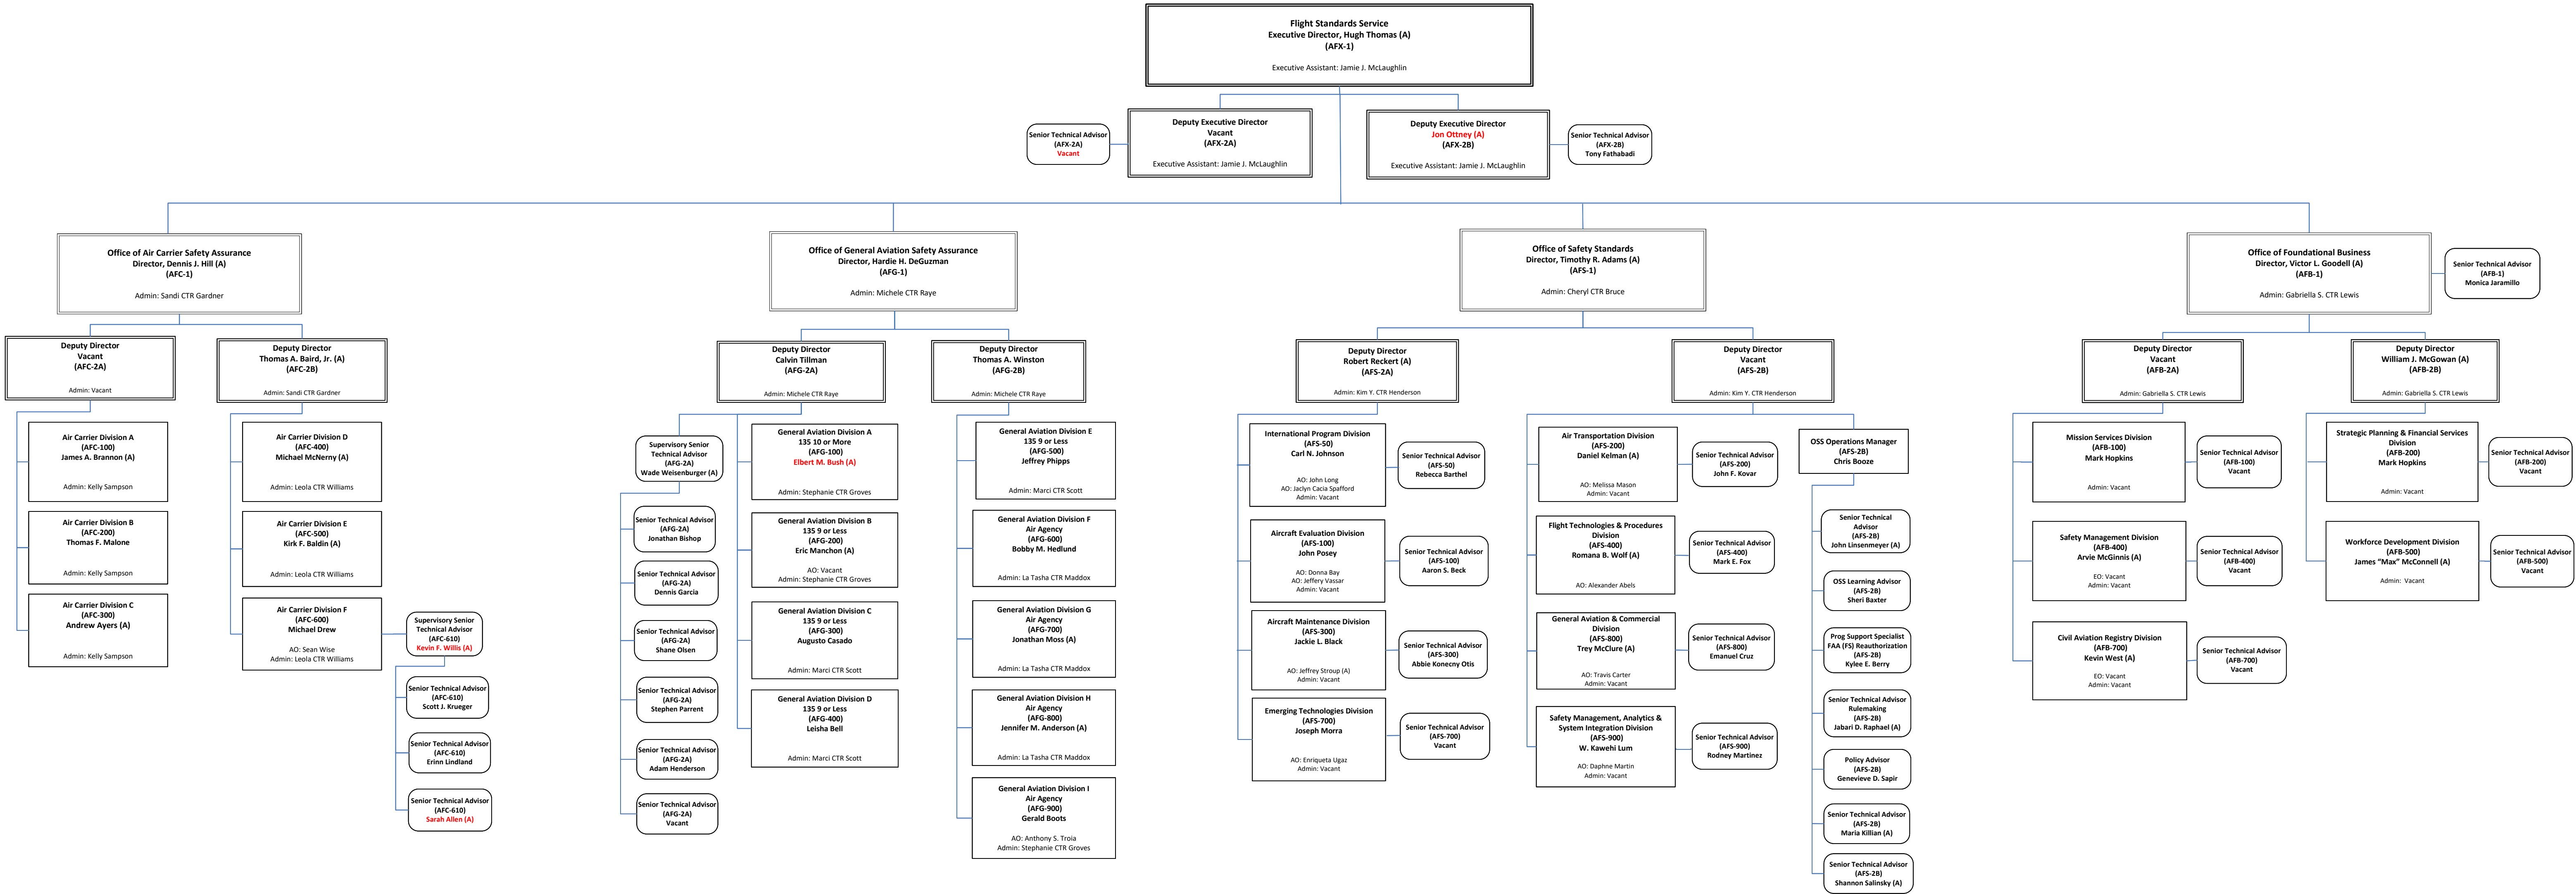 Flight Standards Service
Executive Director, Hugh Thomas (A)
(AFX-1)
Executive Assistant: Jamie J. McLaughlin
Senior Technical Advisor
(AFX-2A)
Vacant
Deputy Executive Director
Vacant
(AFX-2A)
Executive Assistant: Jamie J. McLaughlin
Deputy Executive Director
Jon Ottney (A)
(AFX-2B)
Executive Assistant: Jamie J. McLaughlin
Senior Technical Advisor
(AFX-2B)
Tony Fathabadi
Office of Air Carrier Safety Assurance
Director, Dennis J. Hill (A)
(AFC-1)
Admin: Sandi CTR Gardner
Deputy Director
Vacant
(AFC-2A)
Admin: Vacant
Air Carrier Division A
(AFC-100)
James A. Brannon (A)
Admin: Kelly Sampson
Air Carrier Division B
(AFC-200)
Thomas F. Malone
Admin: Kelly Sampson
Air Carrier Division C
(AFC-300)
Andrew Ayers (A)
Admin: Kelly Sampson
Deputy Director
Thomas A. Baird, Jr. (A)
(AFC-2B)
Admin: Sandi CTR Gardner
Air Carrier Division D
(AFC-400)
Michael McNerny (A)
Admin: Leola CTR Williams
Air Carrier Division E
(AFC-500)
Kirk F. Baldin (A)
Admin: Leola CTR Williams
Air Carrier Division F
(AFC-600)
Michael Drew
AO: Sean Wise
Admin: Leola CTR Williams
Supervisory Senior
Technical Advisor
(AFC-610)
Kevin F. Willis (A)
Senior Technical Advisor
(AFC-610)
Scott J. Krueger
Senior Technical Advisor
(AFC-610)
Erinn Lindland
Senior Technical Advisor
(AFC-610)
Sarah Allen (A)
Office of General Aviation Safety Assurance
Director, Hardie H. DeGuzman
(AFG-1)
Admin: Michele CTR Raye
Deputy Director
Calvin Tillman
(AFG-2A)
Admin: Michele CTR Raye
Supervisory Senior
Technical Advisor
(AFG-2A)
Wade Weisenburger (A)
Senior Technical Advisor
(AFG-2A)
Jonathan Bishop
Senior Technical Advisor
(AFG-2A)
Dennis Garcia
Senior Technical Advisor
(AFG-2A)
Shane Olsen
Senior Technical Advisor
(AFG-2A)
Stephen Parrent
Senior Technical Advisor
(AFG-2A)
Adam Henderson
Senior Technical Advisor
(AFG-2A)
Vacant
General Aviation Division A
135 10 or More
(AFG-100)
Elbert M. Bush (A)
Admin: Stephanie CTR Groves
General Aviation Division B
135 9 or Less
(AFG-200)
Eric Manchon (A)
AO: Vacant
Admin: Stephanie CTR Groves
General Aviation Division C
135 9 or Less
(AFG-300)
Augusto Casado
Admin: Marci CTR Scott
General Aviation Division D
135 9 or Less
(AFG-400)
Leisha Bell
Admin: Marci CTR Scott
Deputy Director
Thomas A. Winston
(AFG-2B)
Admin: Michele CTR Raye
General Aviation Division E
135 9 or Less
(AFG-500)
Jeffrey Phipps
Admin: Marci CTR Scott
General Aviation Division F
Air Agency
(AFG-600)
Bobby M. Hedlund
Admin: La Tasha CTR Maddox
General Aviation Division G
Air Agency
(AFG-700)
Jonathan Moss (A)
Admin: La Tasha CTR Maddox
General Aviation Division H
Air Agency
(AFG-800)
Jennifer M. Anderson (A)
Admin: La Tasha CTR Maddox
General Aviation Division I
Air Agency
(AFG-900)
Gerald Boots
AO: Anthony S. Troia
Admin: Stephanie CTR Groves
Office of Safety Standards
Director, Timothy R. Adams (A)
(AFS-1)
Admin: Cheryl CTR Bruce
Deputy Director
Robert Reckert (A)
(AFS-2A)
Admin: Kim Y. CTR Henderson
International Program Division
(AFS-50)
Carl N. Johnson
AO: John Long
AO: Jaclyn Cacia Spafford
Admin: Vacant
Senior Technical Advisor
(AFS-50)
Rebecca Barthel
Aircraft Evaluation Division
(AFS-100)
John Posey
AO: Donna Bay
AO: Jeffery Vassar
Admin: Vacant
Senior Technical Advisor
(AFS-100)
Aaron S. Beck
Aircraft Maintenance Division
(AFS-300)
Jackie L. Black
AO: Jeffrey Stroup (A)
Admin: Vacant
Senior Technical Advisor
(AFS-300)
Abbie Konecny Otis
Emerging Technologies Division
(AFS-700)
Joseph Morra
AO: Enriqueta Ugaz
Admin: Vacant
Senior Technical Advisor
(AFS-700)
Vacant
Deputy Director
Vacant
(AFS-2B)
Admin: Kim Y. CTR Henderson
Air Transportation Division
(AFS-200)
Daniel Kelman (A)
AO: Melissa Mason
Admin: Vacant
Senior Technical Advisor
(AFS-200)
John F. Kovar
Flight Technologies & Procedures
Division
(AFS-400)
Romana B. Wolf (A)
AO: Alexander Abels
Senior Technical Advisor
(AFS-400)
Mark E. Fox
General Aviation & Commercial
Division
(AFS-800)
Trey McClure (A)
AO: Travis Carter
Admin: Vacant
Senior Technical Advisor
(AFS-800)
Emanuel Cruz
Safety Management, Analytics &
System Integration Division
(AFS-900)
W. Kawehi Lum
AO: Daphne Martin
Admin: Vacant
Senior Technical Advisor
(AFS-900)
Rodney Martinez
OSS Operations Manager
(AFS-2B)
Chris Booze
Senior Technical
Advisor
(AFS-2B)
John Linsenmeyer (A)
OSS Learning Advisor
(AFS-2B)
Sheri Baxter
Prog Support Specialist
FAA (FS) Reauthorization
(AFS-2B)
Kylee E. Berry
Senior Technical Advisor
Rulemaking
(AFS-2B)
Jabari D. Raphael (A)
Policy Advisor
(AFS-2B)
Genevieve D. Sapir
Senior Technical Advisor
(AFS-2B)
Maria Killian (A)
Senior Technical Advisor
(AFS-2B)
Shannon Salinsky (A)
Office of Foundational Business
Director, Victor L. Goodell (A)
(AFB-1)
Admin: Gabriella S. CTR Lewis
Senior Technical Advisor
(AFB-1)
Monica Jaramillo
Deputy Director
Vacant
(AFB-2A)
Admin: Gabriella S. CTR Lewis
Mission Services Division
(AFB-100)
Mark Hopkins
Admin: Vacant
Senior Technical Advisor
(AFB-100)
Vacant
Safety Management Division
(AFB-400)
Arvie McGinnis (A)
EO: Vacant
Admin: Vacant
Senior Technical Advisor
(AFB-400)
Vacant
Civil Aviation Registry Division
(AFB-700)
Kevin West (A)
EO: Vacant
Admin: Vacant
Senior Technical Advisor
(AFB-700)
Vacant
Deputy Director
William J. McGowan (A)
(AFB-2B)
Admin: Gabriella S. CTR Lewis
Strategic Planning & Financial Services
Division
(AFB-200)
Mark Hopkins
Admin: Vacant
Senior Technical Advisor
(AFB-200)
Vacant
Workforce Development Division
(AFB-500)
James “Max” McConnell (A)
Admin: Vacant
Senior Technical Advisor
(AFB-500)
Vacant